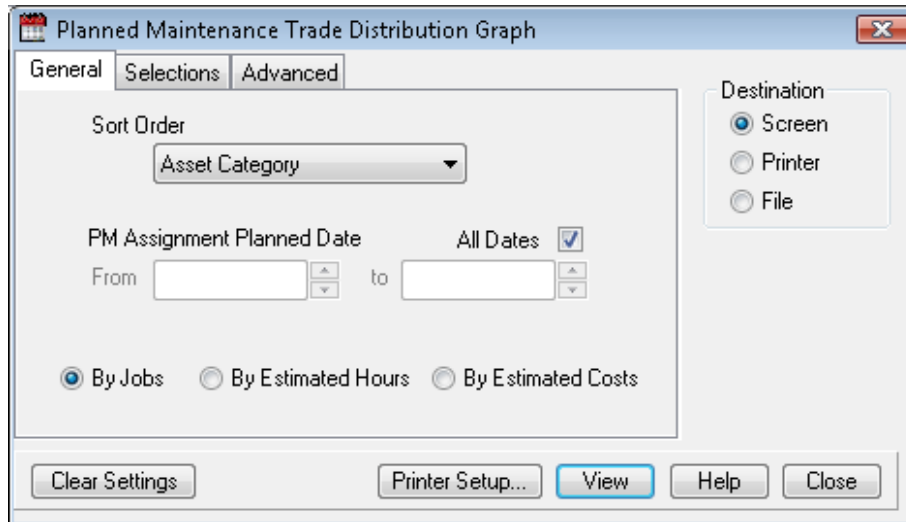 Planned Maintenance Trade Distribution Graph
General Selections Advanced
Destination
Sort Order
Screen
Asset Category
Printer
File
PM Assignment Planned Date All Dates
From to
By Jobs By Estimated Hours By Estimated Costs
Clear Settings Printer Setup... View Help Close